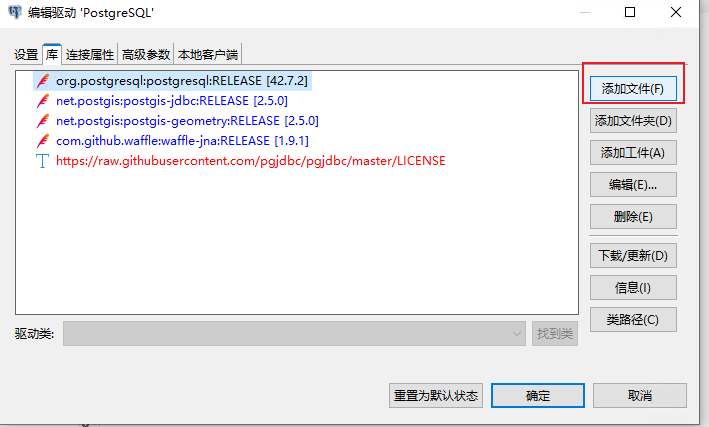 编辑驱动 'PostgreSQL'
设置 库 连接属性 高级参数 本地客户端
org.postgresql:postgresql:RELEASE [42.7.2]
net.postgis:postgis-jdbc:RELEASE [2.5.0]
net.postgis:postgis-geometry:RELEASE [2.5.0]
com.github.waffle:waffle-jna:RELEASE [1.9.1]
https://raw.githubusercontent.com/pgjdbc/pgjdbc/master/LICENSE
添加文件(F)
添加文件夹(D)
添加工件(A)
编辑(E)...
删除(E)
下载/更新(D)
信息(I)
类路径(C)
驱动类:
找到类
重置为默认状态 确定 取消